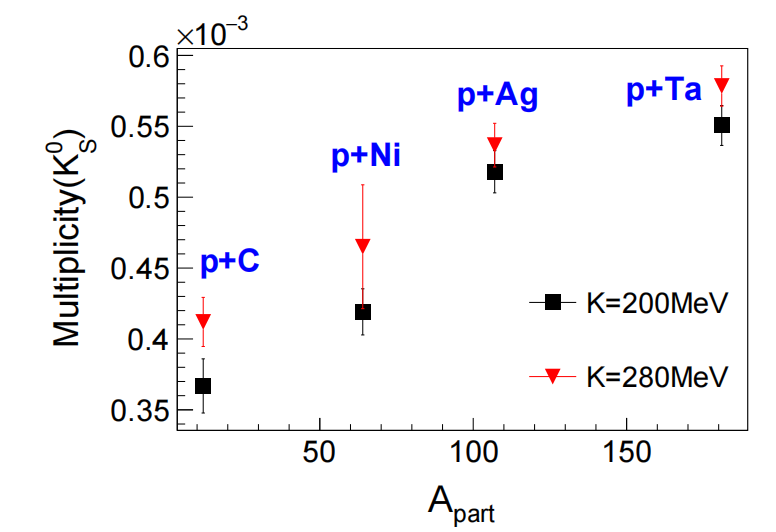 ×10⁻³
0.6
0.55
0.5
0.45
0.4
0.35
Multiplicity(K⁰S)
p+C
p+Ni
p+Ag
p+Ta
K=200MeV
K=280MeV
50 100 150
Apart